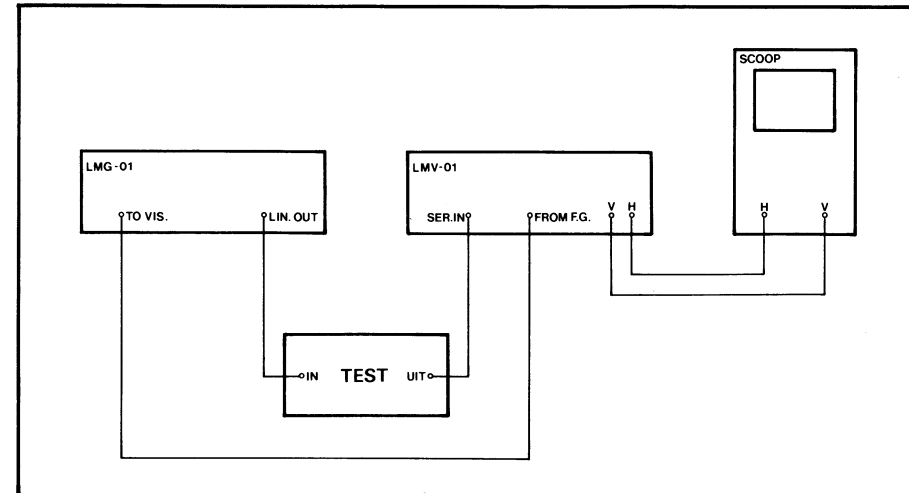 SCOOP
LMG-01
LMV-01
TO VIS.
LIN. OUT
SER.IN
FROM F.G.
V H
H
V
IN
TEST
UIT